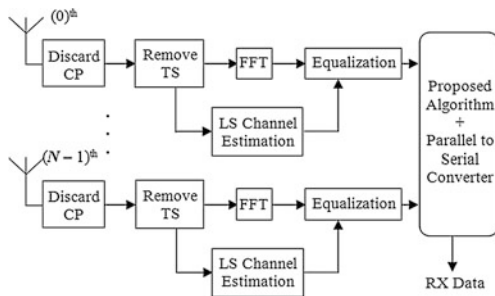 (0)th
Discard
CP
Remove
TS
FFT
Equalization
LS Channel
Estimation
(N−1)th
Discard
CP
Remove
TS
FFT
Equalization
LS Channel
Estimation
Proposed
Algorithm
+
Parallel to
Serial
Converter
RX Data